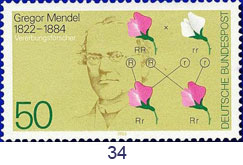 Gregor Mendel
1822-1884
Vererbungsforscher
×
RR rr
R R r r
Rr Rr
50
DEUTSCHE BUNDESPOST
34